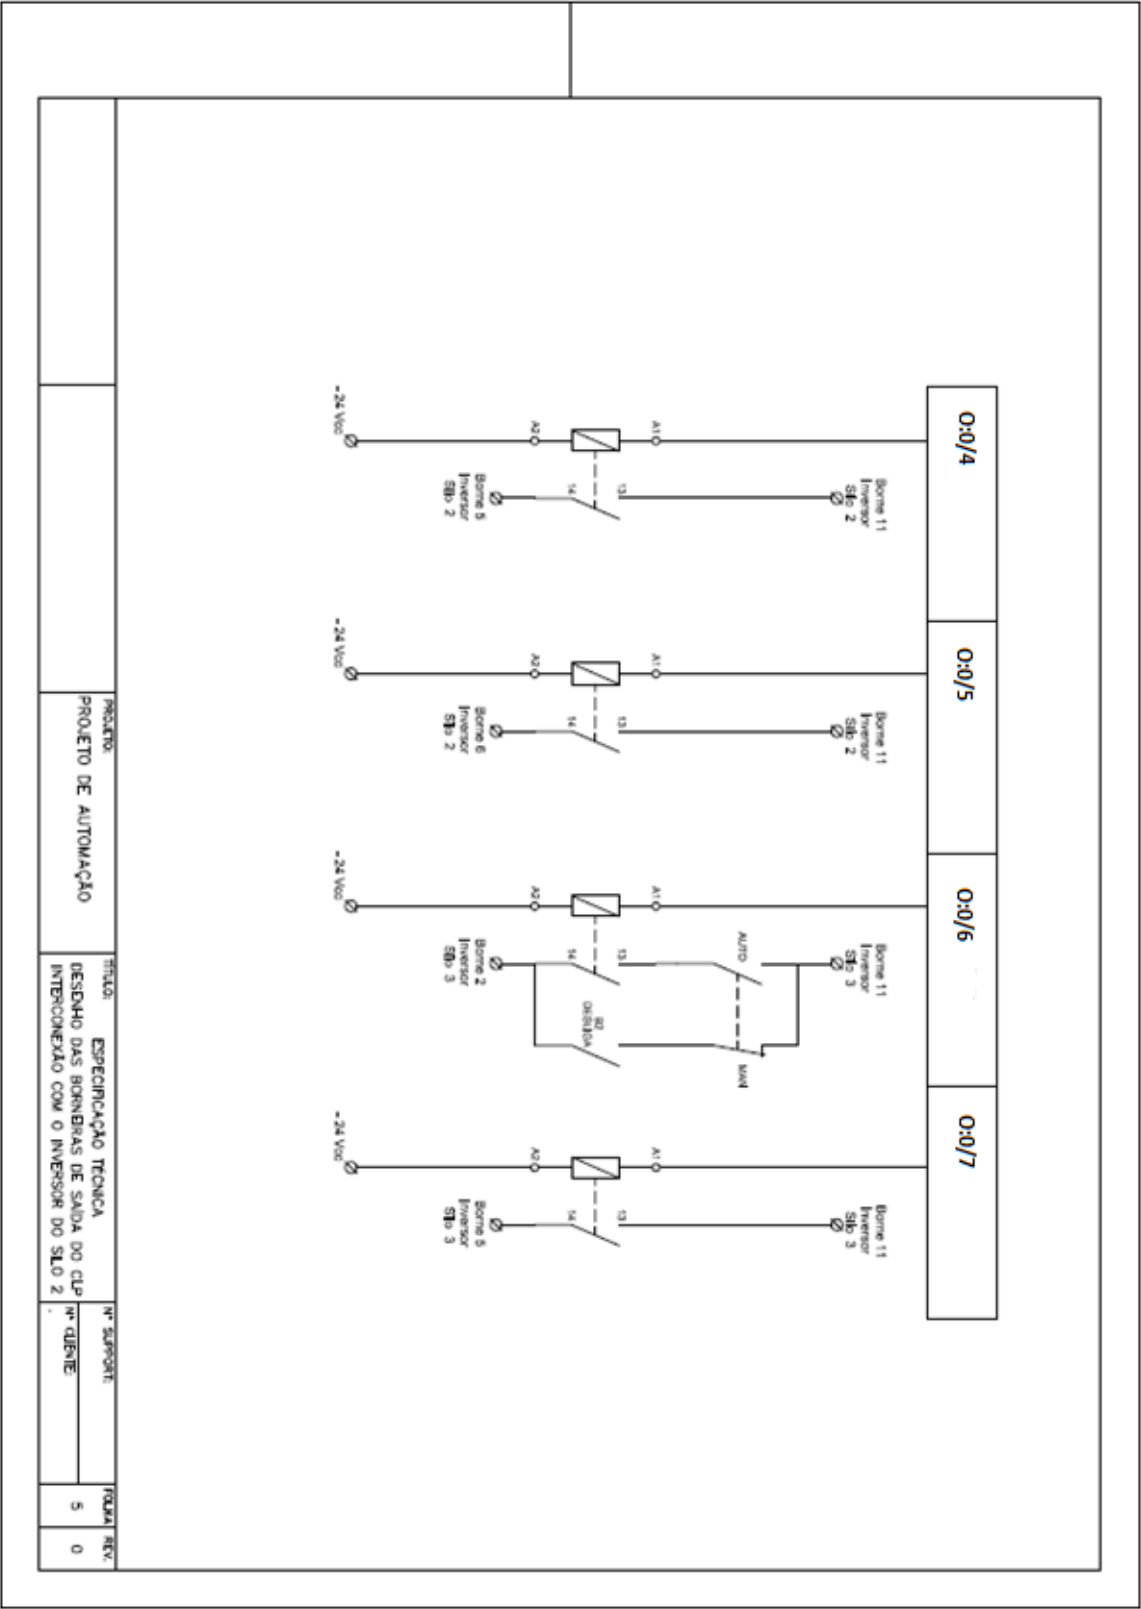 O:0/4
O:0/5
O:0/6
O:0/7
Borne 11
Inversor
Silo 2
A1
13
14
A2
Borne 5
Inversor
Silo 2
-24 Vcc
Borne 11
Inversor
Silo 2
A1
13
14
A2
Borne 6
Inversor
Silo 2
-24 Vcc
Borne 11
Inversor
Silo 3
AUTO
MAN
A1
13
14
A2
B2
DESLIGA
Borne 2
Inversor
Silo 3
-24 Vcc
Borne 11
Inversor
Silo 3
A1
13
14
A2
Borne 5
Inversor
Silo 3
-24 Vcc
PROJETO:
PROJETO DE AUTOMAÇÃO
TÍTULO:
ESPECIFICAÇÃO TÉCNICA
DESENHO DAS BORNEIRAS DE SAÍDA DO CLP
INTERCONEXÃO COM O INVERSOR DO SILO 2
Nº SUPPORT:
Nº CLIENTE:
FOLHA
5
REV.
0